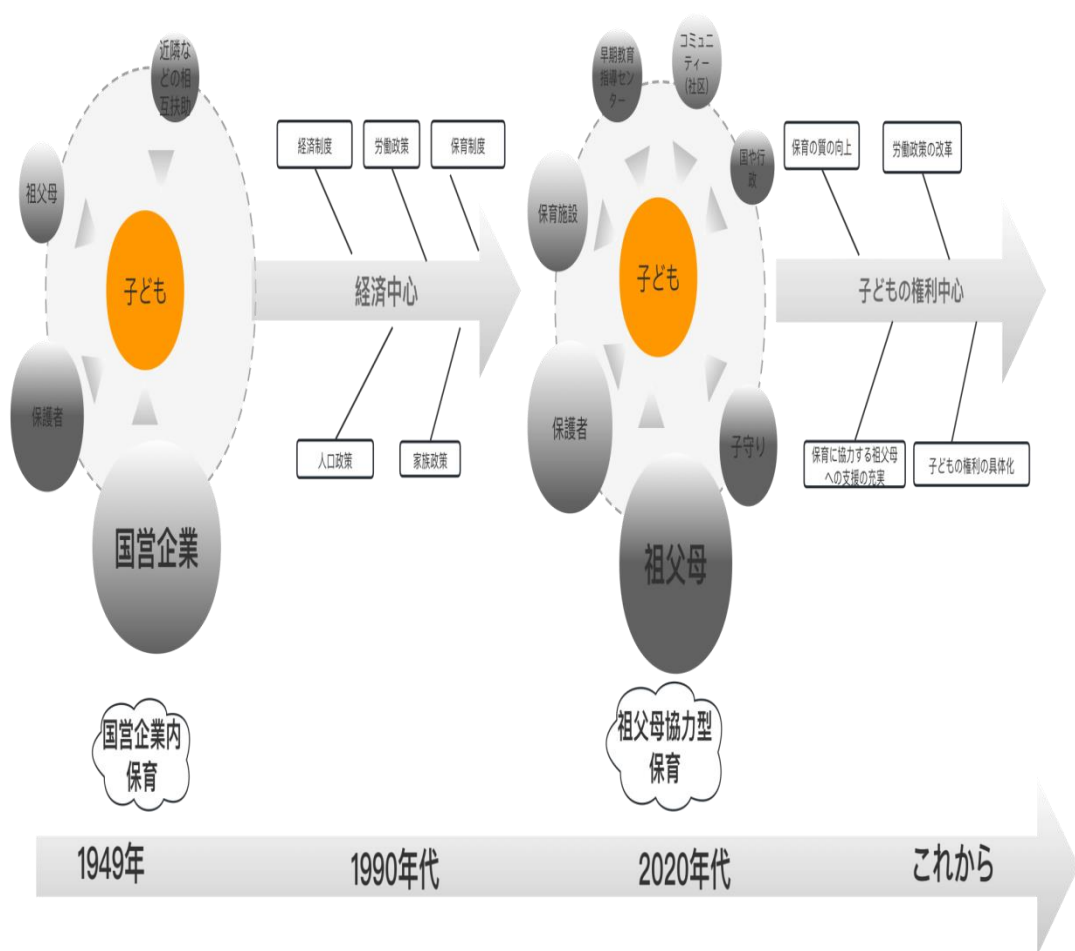 近隣な
どの相
互扶助
祖父母
子ども
保護者
国営企業
国営企業内
保育
経済制度
労働政策
保育制度
経済中心
人口政策
家族政策
早期教育
指導セン
ター
コミュニ
ティー
(社区)
国や行
政
保育施設
子ども
保護者
子守り
祖父母
祖父母協力型
保育
保育の質の向上
労働政策の改革
子どもの権利中心
保育に協力する祖父母
への支援の充実
子どもの権利の具体化
1949年
1990年代
2020年代
これから